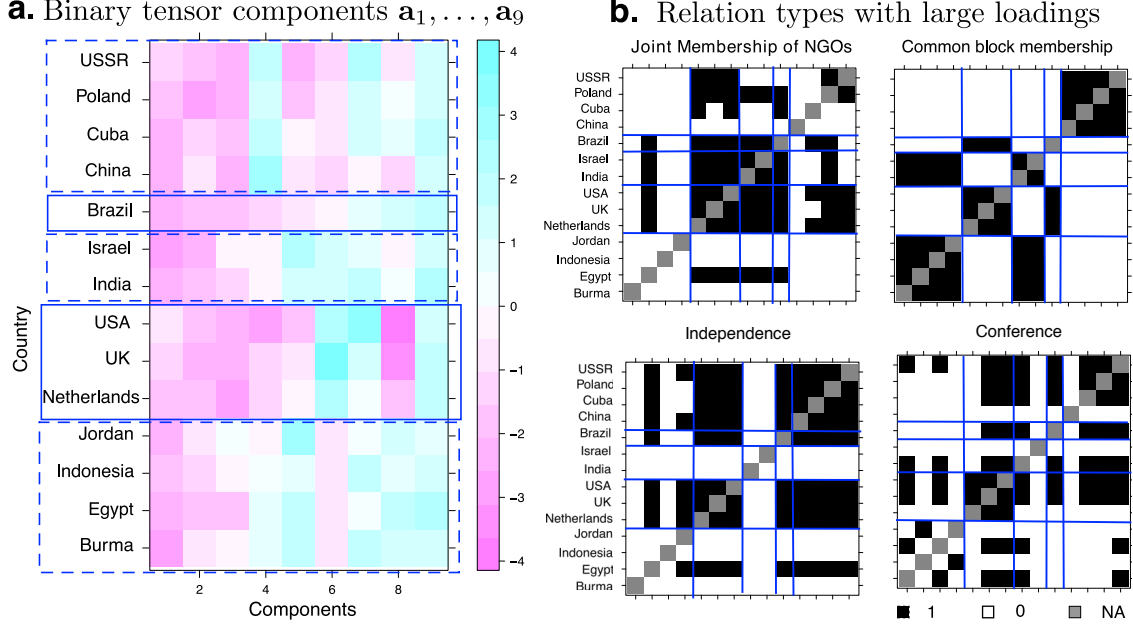 a. Binary tensor components a₁, . . . , a₉
USSR
Poland
Cuba
China
Brazil
Israel
India
USA
UK
Netherlands
Jordan
Indonesia
Egypt
Burma
Country
2 4 6 8
Components
4
3
2
1
0
−1
−2
−3
−4
b. Relation types with large loadings
Joint Membership of NGOs
USSR
Poland
Cuba
China
Brazil
Israel
India
USA
UK
Netherlands
Jordan
Indonesia
Egypt
Burma
Common block membership
Independence
USSR
Poland
Cuba
China
Brazil
Israel
India
USA
UK
Netherlands
Jordan
Indonesia
Egypt
Burma
Conference
1 0 NA